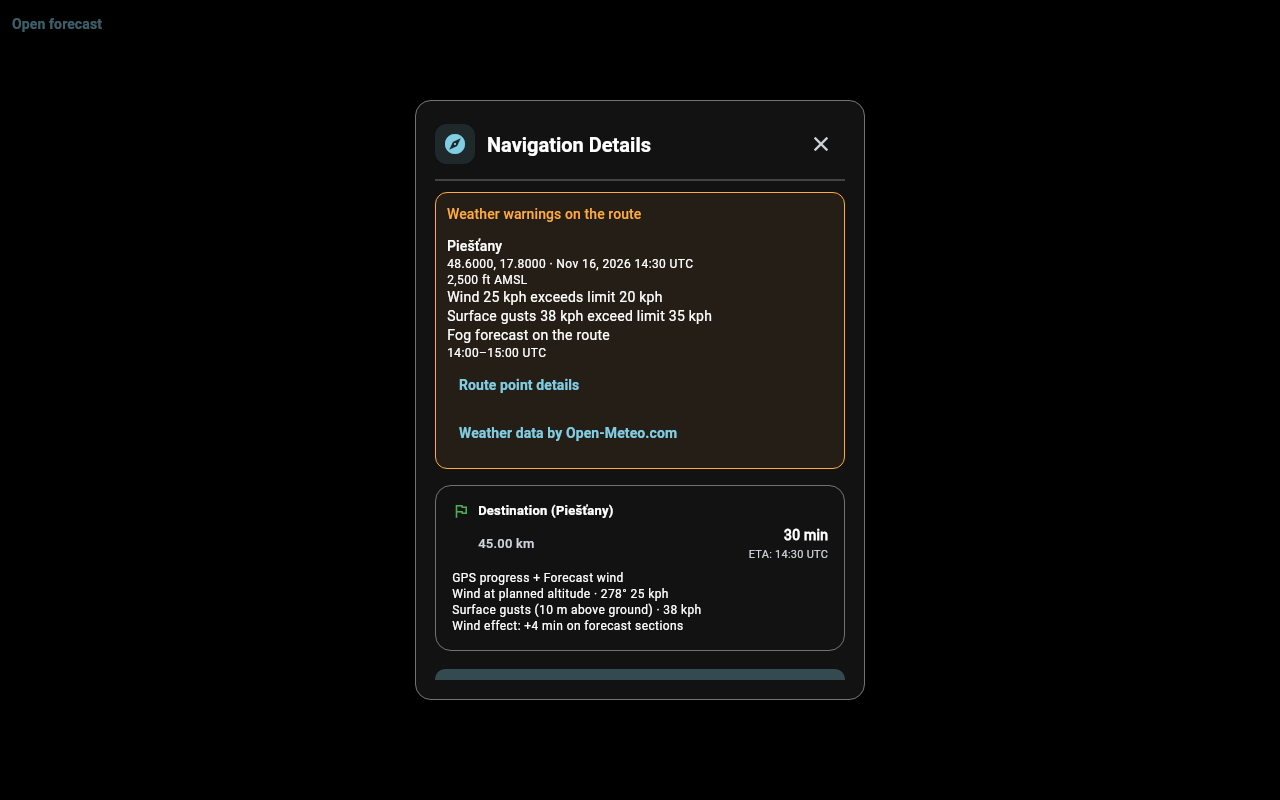 Open forecast
Navigation Details
Weather warnings on the route
Piešťany
48.6000, 17.8000 · Nov 16, 2026 14:30 UTC
2,500 ft AMSL
Wind 25 kph exceeds limit 20 kph
Surface gusts 38 kph exceed limit 35 kph
Fog forecast on the route
14:00–15:00 UTC
Route point details
Weather data by Open-Meteo.com
Destination (Piešťany)
30 min
45.00 km
ETA: 14:30 UTC
GPS progress + Forecast wind
Wind at planned altitude · 278° 25 kph
Surface gusts (10 m above ground) · 38 kph
Wind effect: +4 min on forecast sections